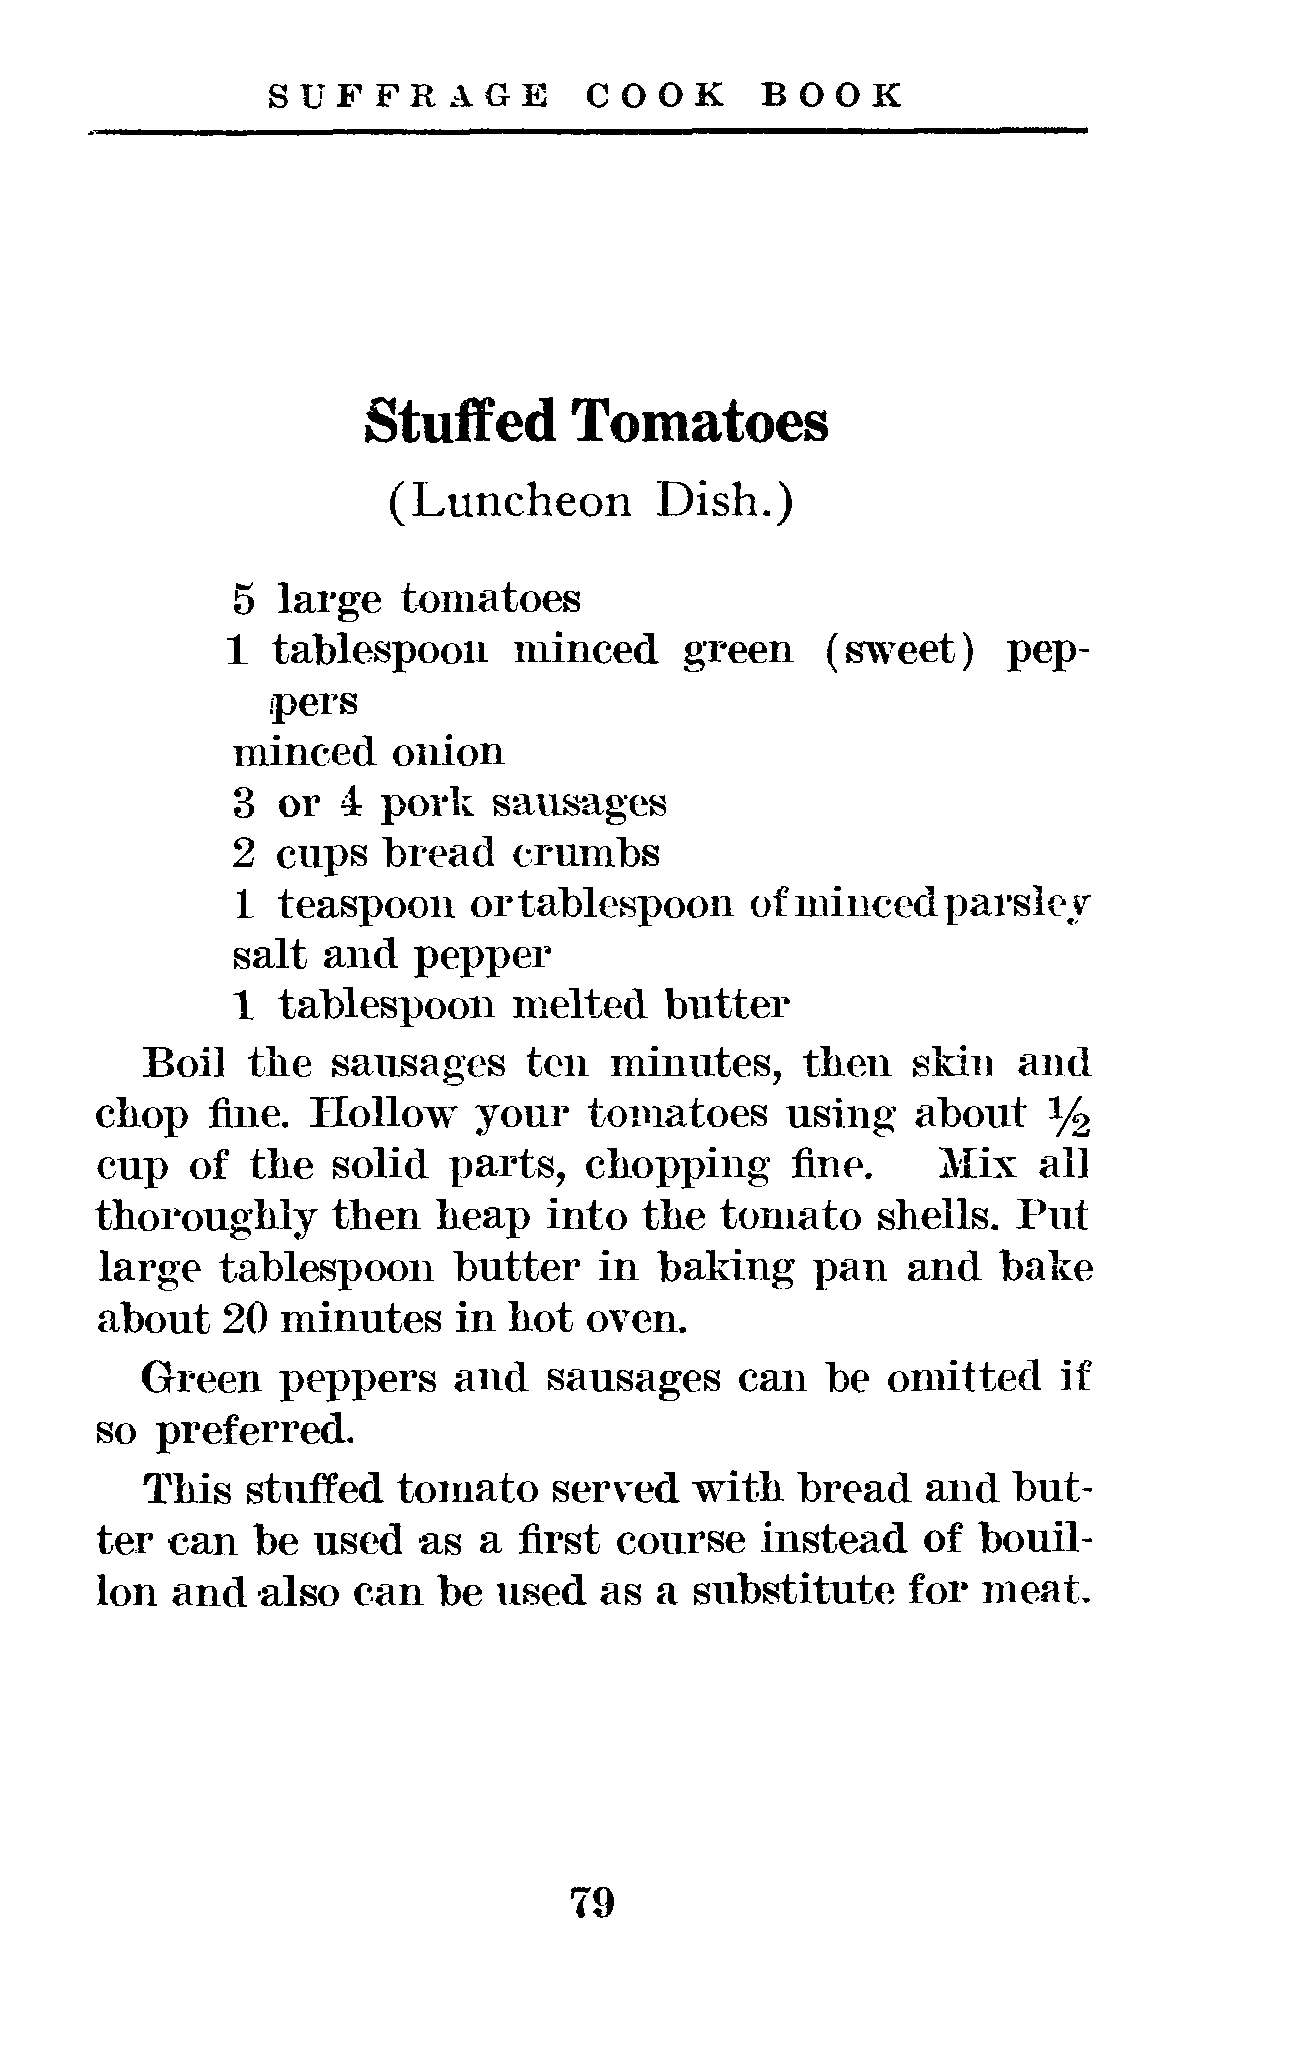 SUFFRAGE COOK BOOK
Stuffed Tomatoes
(Luncheon Dish.)
5 large tomatoes
1 tablespoon minced green (sweet) pep-
pers
minced onion
3 or 4 pork sausages
2 cups bread crumbs
1 teaspoon or tablespoon of minced parsley
salt and pepper
1 tablespoon melted butter
Boil the sausages ten minutes, then skin and
chop fine. Hollow your tomatoes using about ½
cup of the solid parts, chopping fine. Mix all
thoroughly then heap into the tomato shells. Put
large tablespoon butter in baking pan and bake
about 20 minutes in hot oven.
Green peppers and sausages can be omitted if
so preferred.
This stuffed tomato served with bread and but-
ter can be used as a first course instead of bouil-
lon and also can be used as a substitute for meat.
79